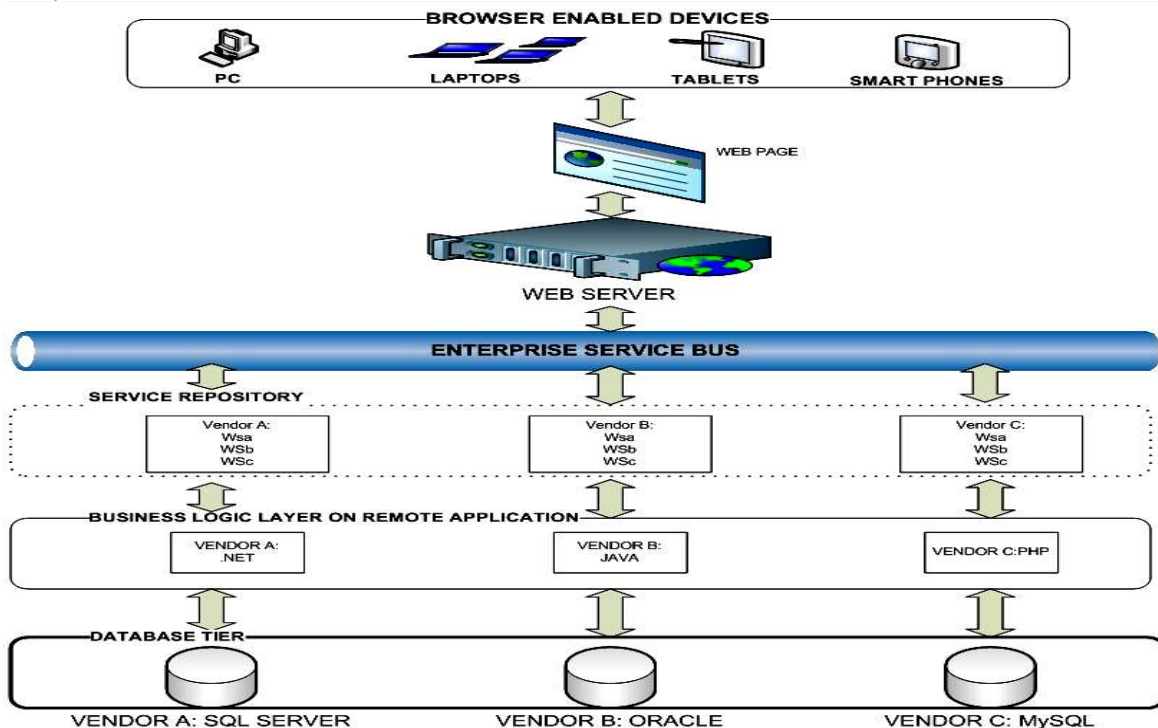 BROWSER ENABLED DEVICES
PC
LAPTOPS
TABLETS
SMART PHONES
WEB PAGE
WEB SERVER
ENTERPRISE SERVICE BUS
SERVICE REPOSITORY
Vendor A:
Wsa
WSb
WSc
Vendor B:
Wsa
WSb
WSc
Vendor C:
Wsa
WSb
WSc
BUSINESS LOGIC LAYER ON REMOTE APPLICATION
VENDOR A:
.NET
VENDOR B:
JAVA
VENDOR C:PHP
DATABASE TIER
VENDOR A: SQL SERVER
VENDOR B: ORACLE
VENDOR C: MySQL